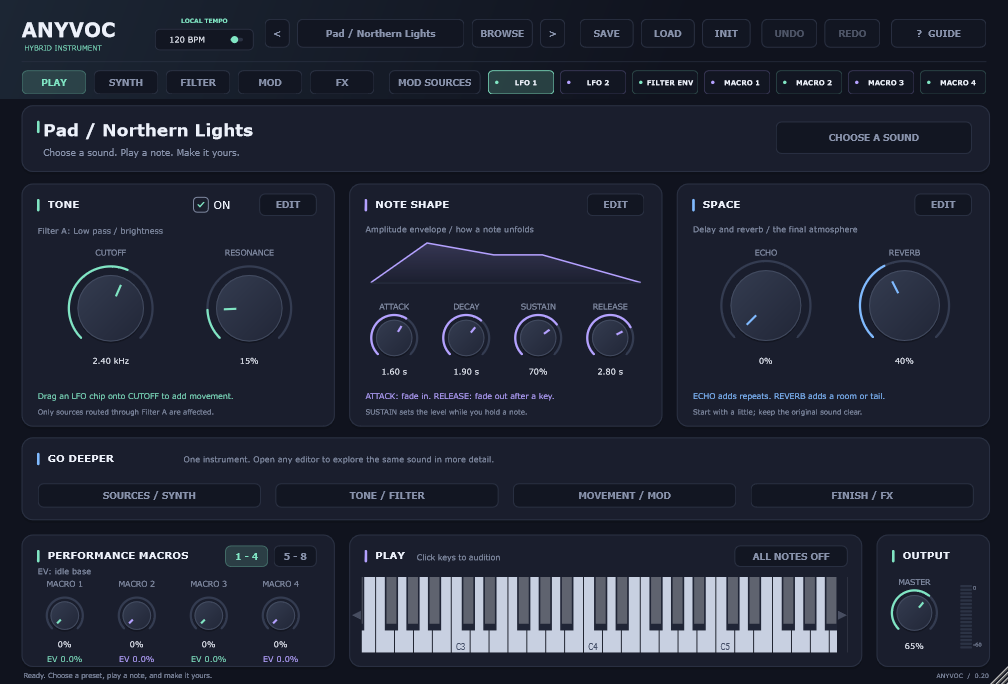 ANYVOC
HYBRID INSTRUMENT
LOCAL TEMPO
120 BPM
< Pad / Northern Lights BROWSE > SAVE LOAD INIT UNDO REDO ? GUIDE
PLAY SYNTH FILTER MOD FX MOD SOURCES LFO 1 LFO 2 FILTER ENV MACRO 1 MACRO 2 MACRO 3 MACRO 4
Pad / Northern Lights
Choose a sound. Play a note. Make it yours.
CHOOSE A SOUND
TONE ON EDIT
Filter A: Low pass / brightness
CUTOFF RESONANCE
2.40 kHz 15%
Drag an LFO chip onto CUTOFF to add movement.
Only sources routed through Filter A are affected.
NOTE SHAPE EDIT
Amplitude envelope / how a note unfolds
ATTACK DECAY SUSTAIN RELEASE
1.60 s 1.90 s 70% 2.80 s
ATTACK: fade in. RELEASE: fade out after a key.
SUSTAIN sets the level while you hold a note.
SPACE EDIT
Delay and reverb / the final atmosphere
ECHO REVERB
0% 40%
ECHO adds repeats. REVERB adds a room or tail.
Start with a little; keep the original sound clear.
GO DEEPER One instrument. Open any editor to explore the same sound in more detail.
SOURCES / SYNTH TONE / FILTER MOVEMENT / MOD FINISH / FX
PERFORMANCE MACROS 1 - 4 5 - 8
EV: idle base
MACRO 1 MACRO 2 MACRO 3 MACRO 4
0% 0% 0% 0%
EV 0.0% EV 0.0% EV 0.0% EV 0.0%
PLAY Click keys to audition ALL NOTES OFF
C3 C4 C5
OUTPUT
MASTER
0
-60
65%
Ready. Choose a preset, play a note, and make it yours.
ANYVOC / 0.20